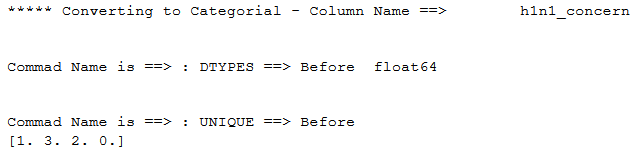 ***** Converting to Categorial - Column Name ==> h1n1_concern
Commad Name is ==> : DTYPES ==> Before float64
Commad Name is ==> : UNIQUE ==> Before
[1. 3. 2. 0.]